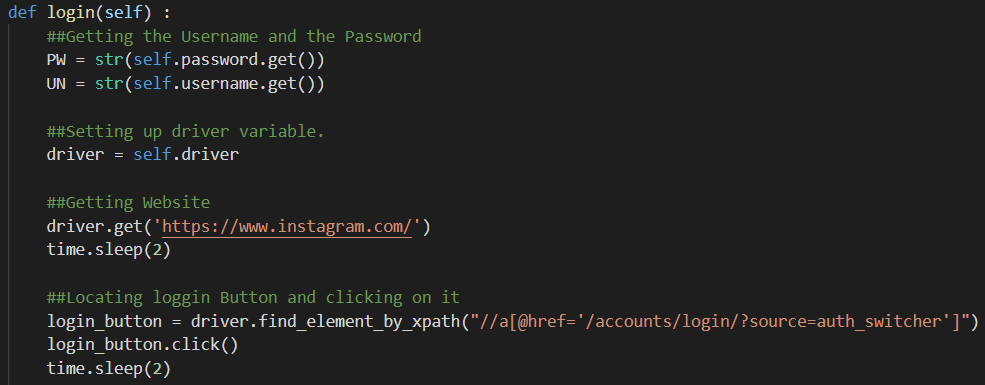 def login(self) :
##Getting the Username and the Password
PW = str(self.password.get())
UN = str(self.username.get())
##Setting up driver variable.
driver = self.driver
##Getting Website
driver.get('https://www.instagram.com/')
time.sleep(2)
##Locating loggin Button and clicking on it
login_button = driver.find_element_by_xpath("//a[@href='/accounts/login/?source=auth_switcher']")
login_button.click()
time.sleep(2)